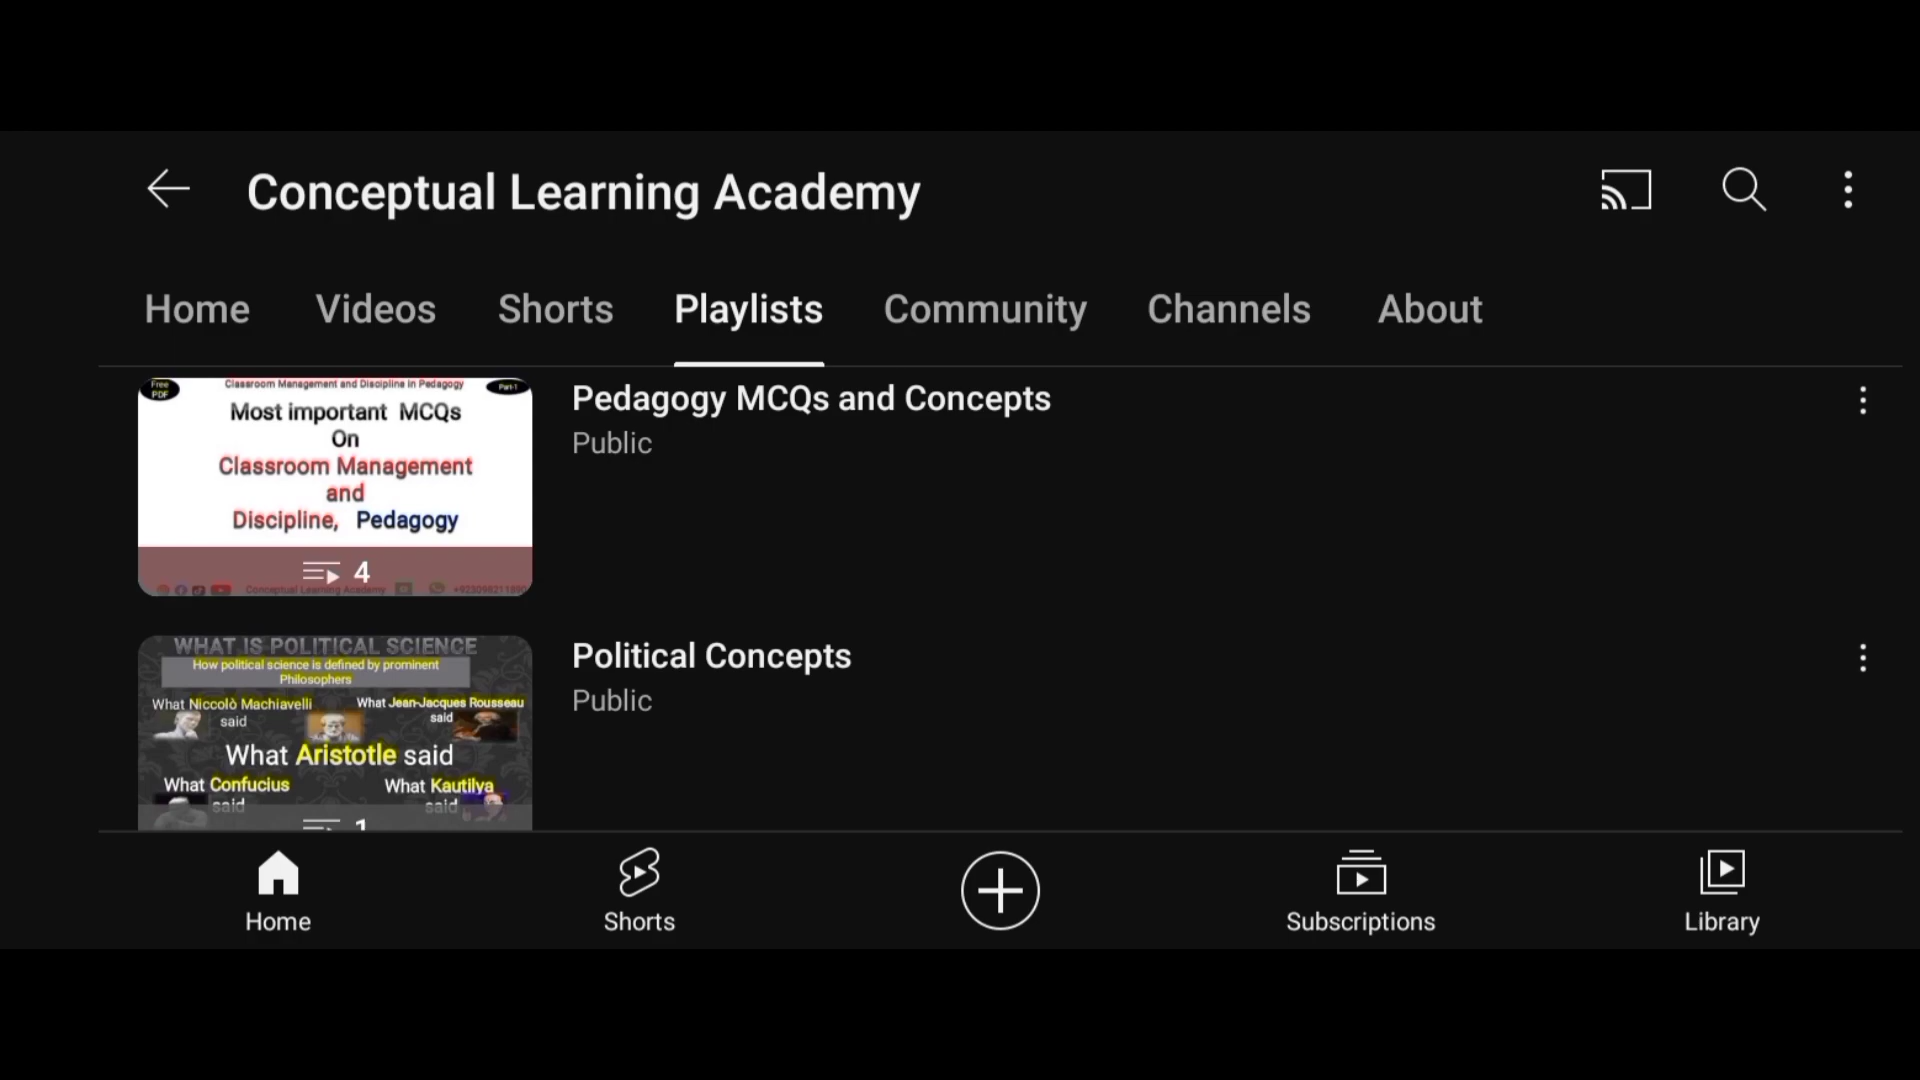 Conceptual Learning Academy
Home Videos Shorts Playlists Community Channels About
Free
PDF
Classroom Management and Discipline in Pedagogy
Part-1
Most important MCQs
On
Classroom Management
and
Discipline, Pedagogy
4
Conceptual Learning Academy
Pedagogy MCQs and Concepts
Public
WHAT IS POLITICAL SCIENCE
How political science is defined by prominent
Philosophers
What Niccolò Machiavelli
said
What Jean-Jacques Rousseau
said
What Aristotle said
What Confucius
said
What Kautilya
said
1
Political Concepts
Public
Home Shorts Subscriptions Library